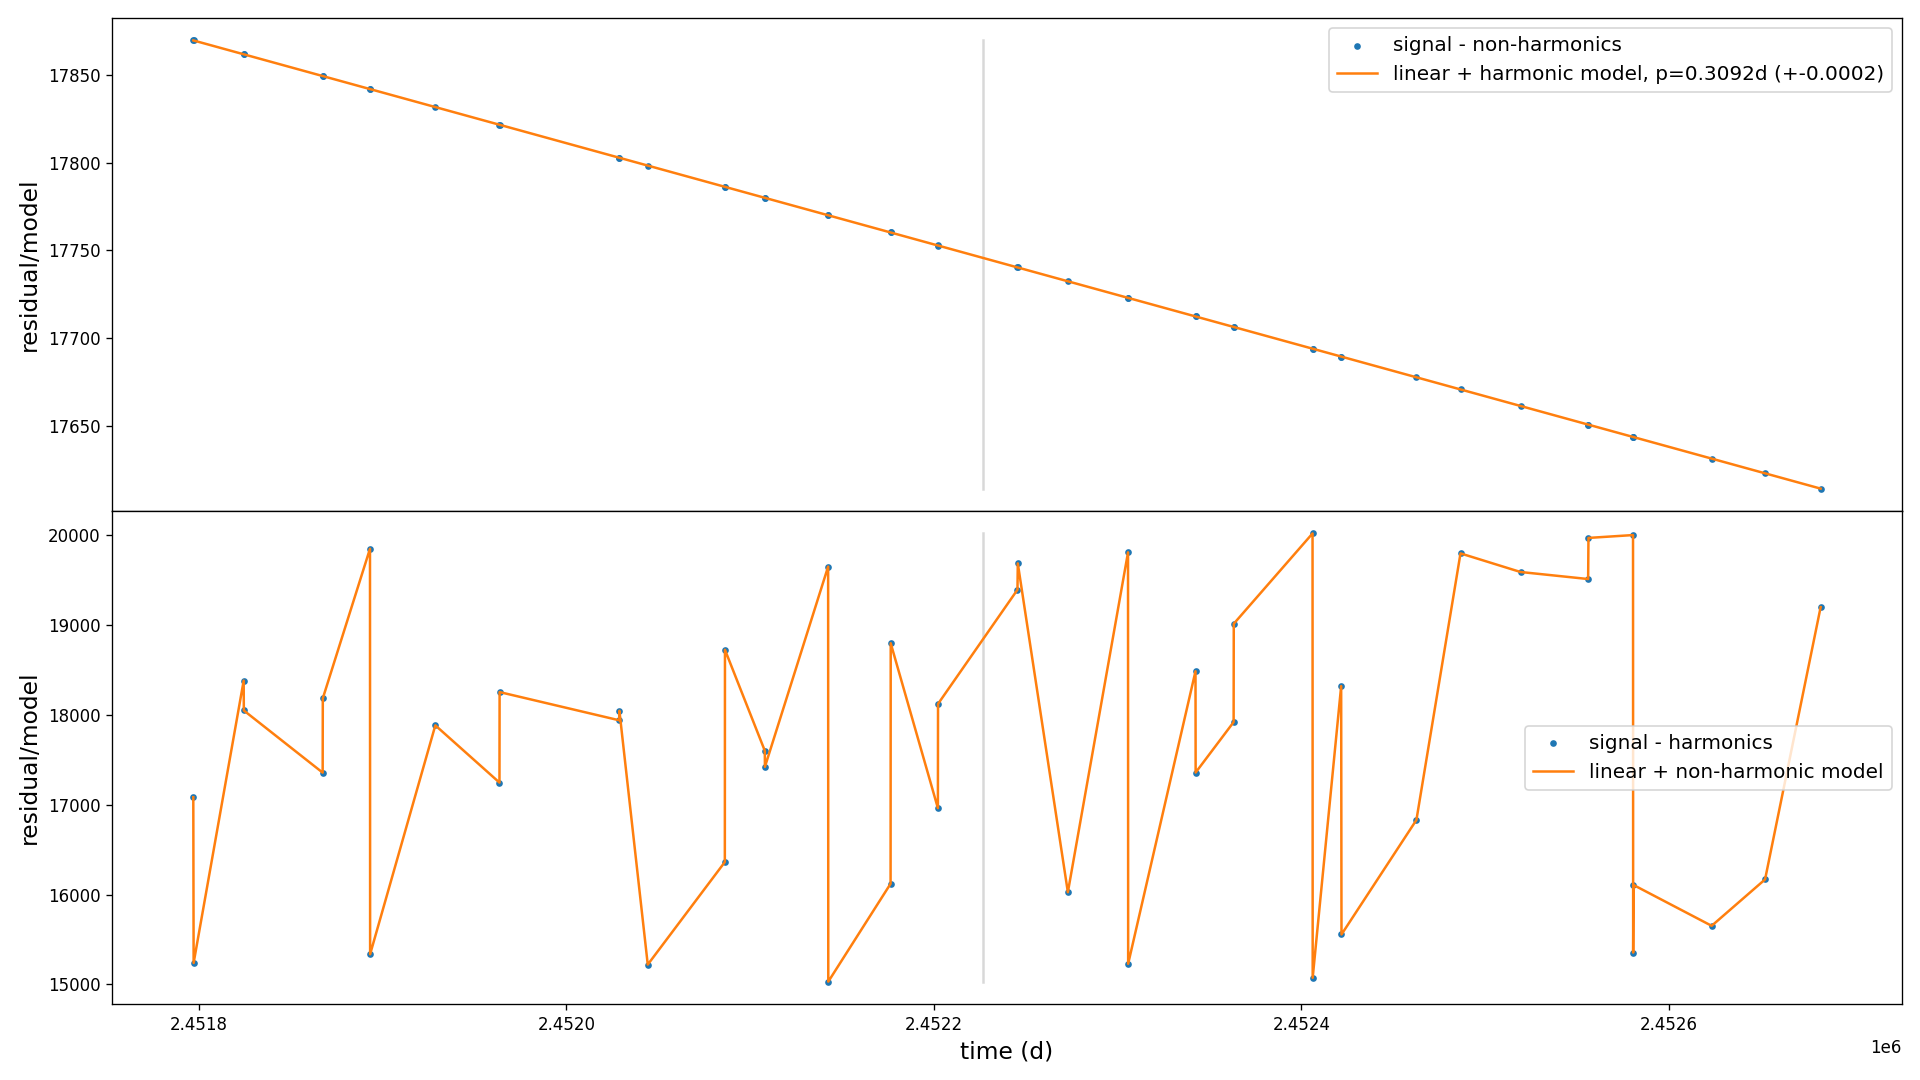 signal - non-harmonics
linear + harmonic model, p=0.3092d (+-0.0002)
17850
17800
17750
17700
17650
residual/model
20000
19000
18000
17000
16000
15000
residual/model
signal - harmonics
linear + non-harmonic model
2.4518
2.4520
2.4522
2.4524
2.4526
1e6
time (d)